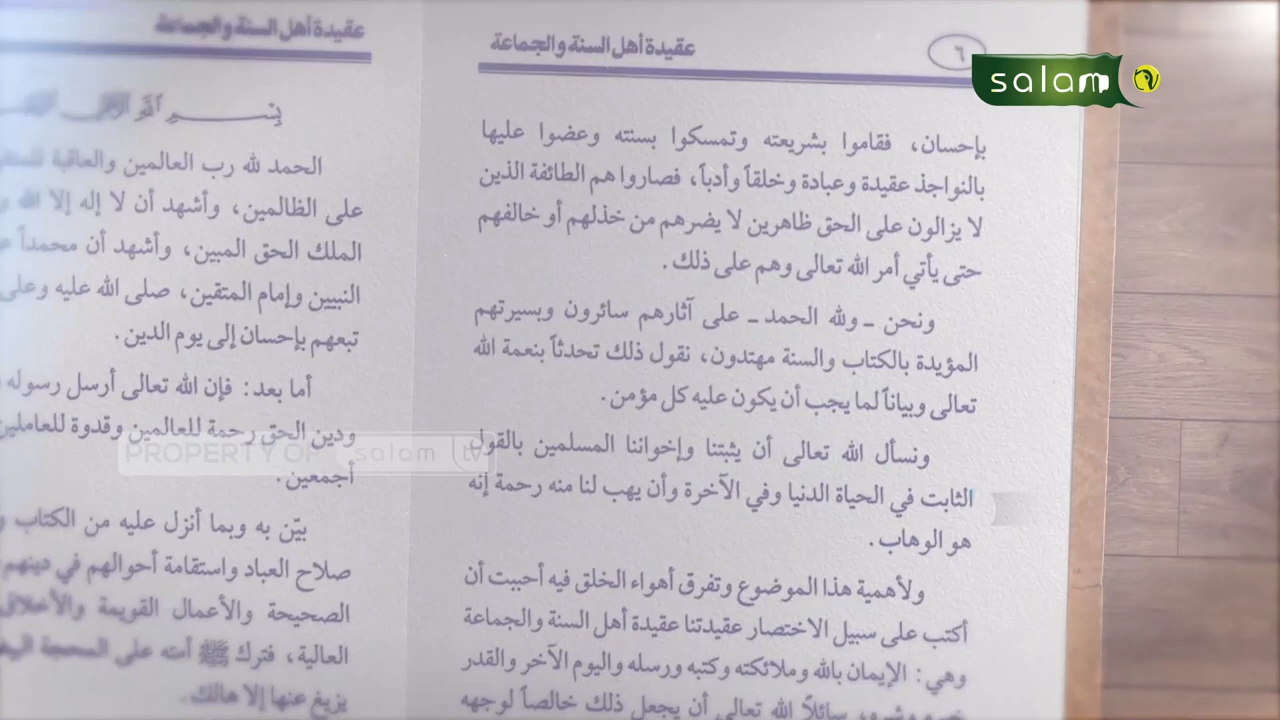 عقيدة أهل السنة والجماعة
٦
salam
بإحسان، فقاموا بشريعته وتمسكوا بسنته وعضوا عليها
بالنواجذ عقيدة وعبادة وخلقاً وأدباً، فصاروا هم الطائفة الذين
لا يزالون على الحق ظاهرين لا يضرهم من خذلهم أو خالفهم
حتى يأتي أمر الله تعالى وهم على ذلك.
ونحن ـ ولله الحمد ـ على آثارهم سائرون وبسيرتهم
المؤيدة بالكتاب والسنة مهتدون، نقول ذلك تحدثاً بنعمة الله
تعالى وبياناً لما يجب أن يكون عليه كل مؤمن.
ونسأل الله تعالى أن يثبتنا وإخواننا المسلمين بالقول
الثابت في الحياة الدنيا وفي الآخرة وأن يهب لنا منه رحمة إنه
هو الوهاب.
ولأهمية هذا الموضوع وتفرق أهواء الخلق فيه أحببت أن
أكتب على سبيل الاختصار عقيدتنا عقيدة أهل السنة والجماعة
وهي: الإيمان بالله وملائكته وكتبه ورسله واليوم الآخر والقدر
سائلاً الله تعالى أن يجعل ذلك خالصاً لوجهه
عقيدة أهل السنة والجماعة
بسم الله
الحمد لله رب العالمين والعاقبة
على الظالمين، وأشهد أن لا إله إلا الله
الملك الحق المبين، وأشهد أن محمداً
النبيين وإمام المتقين، صلى الله عليه وعلى
تبعهم بإحسان إلى يوم الدين.
أما بعد: فإن الله تعالى أرسل رسوله
ودين الحق رحمة للعالمين وقدوة للعاملين
أجمعين.
بيّن به وبما أنزل عليه من الكتاب
صلاح العباد واستقامة أحوالهم في دينهم
الصحيحة والأعمال القويمة والأخلاق
العالية، فترك ﷺ أمته على المحجة
يزيغ عنها إلا هالك.
PROPERTY OF salam tv